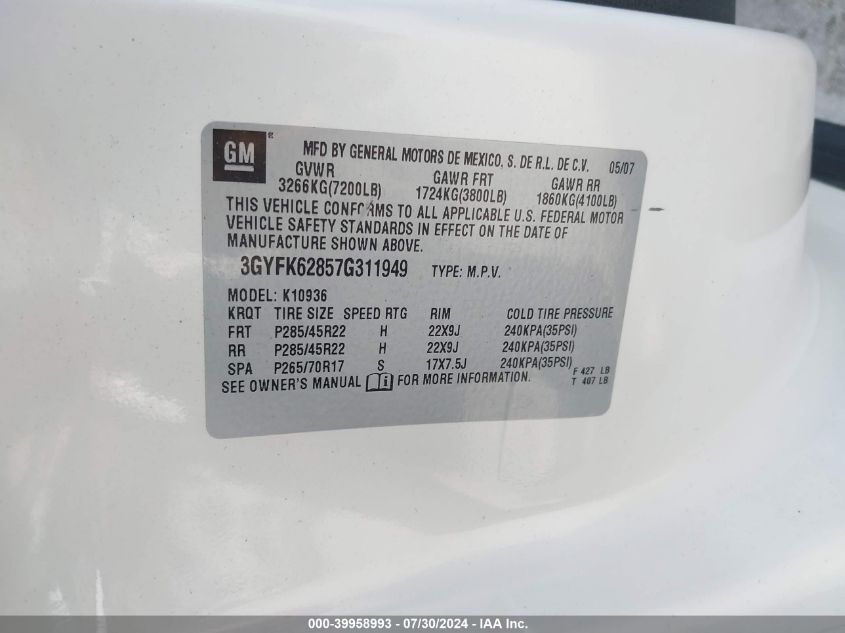 GM ® MFD BY GENERAL MOTORS DE MEXICO, S. DE R.L. DE C.V. 05/07
GVWR GAWR FRT GAWR RR
3266KG(7200LB) 1724KG(3800LB) 1860KG(4100LB)
THIS VEHICLE CONFORMS TO ALL APPLICABLE U.S. FEDERAL MOTOR
VEHICLE SAFETY STANDARDS IN EFFECT ON THE DATE OF
MANUFACTURE SHOWN ABOVE.
3GYFK62857G311949 TYPE: M.P.V.
MODEL: K10936
KRQT TIRE SIZE SPEED RTG RIM COLD TIRE PRESSURE
FRT P285/45R22 H 22X9J 240KPA(35PSI)
RR P285/45R22 H 22X9J 240KPA(35PSI)
SPA P265/70R17 S 17X7.5J 240KPA(35PSI)
F 427 LB
SEE OWNER'S MANUAL FOR MORE INFORMATION. T 407 LB
000-39958993 / 07/30/2024 - IAA Inc.